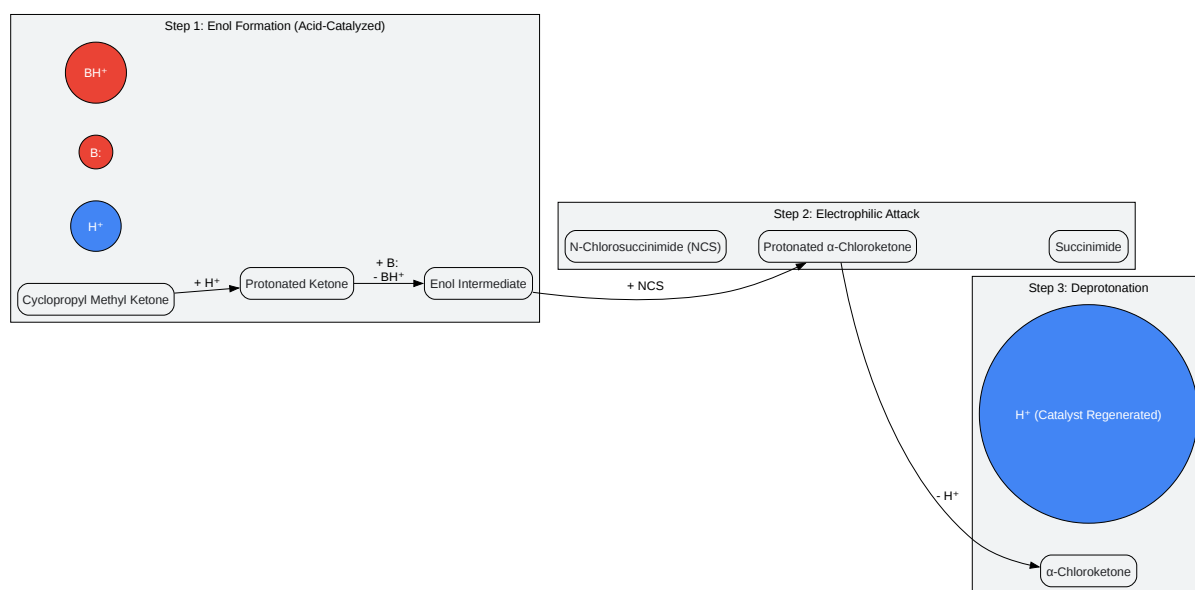 Step 1: Enol Formation (Acid-Catalyzed)
BH⁺
B:
H⁺
Cyclopropyl Methyl Ketone
+ H⁺
Protonated Ketone
+ B:
- BH⁺
Enol Intermediate
+ NCS
Step 2: Electrophilic Attack
N-Chlorosuccinimide (NCS)
Protonated α-Chloroketone
Succinimide
- H⁺
Step 3: Deprotonation
H⁺ (Catalyst Regenerated)
α-Chloroketone